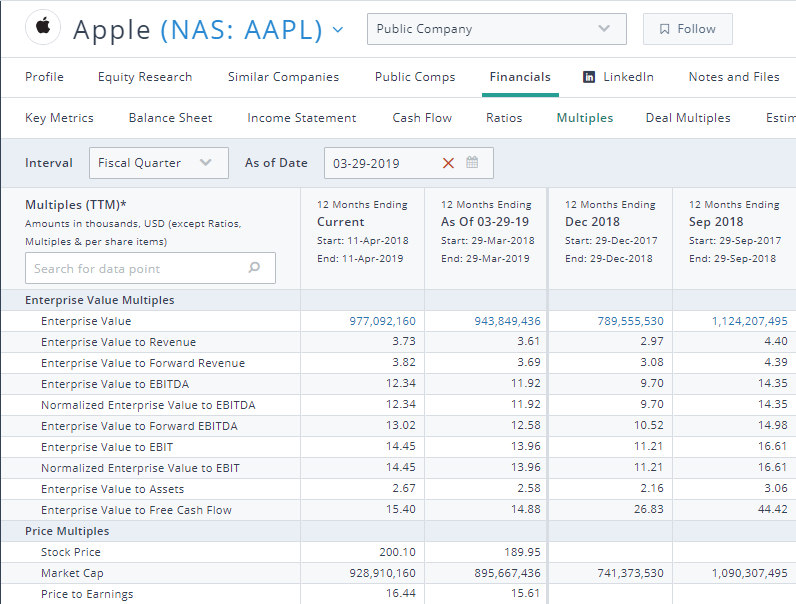 Apple (NAS: AAPL)
Public Company
Follow
Profile Equity Research Similar Companies Public Comps Financials in LinkedIn Notes and Files
Key Metrics Balance Sheet Income Statement Cash Flow Ratios Multiples Deal Multiples Estim
Interval Fiscal Quarter As of Date 03-29-2019
Multiples (TTM)*
Amounts in thousands, USD (except Ratios,
Multiples & per share items)
Search for data point
12 Months Ending
Current
Start: 11-Apr-2018
End: 11-Apr-2019
12 Months Ending
As Of 03-29-19
Start: 29-Mar-2018
End: 29-Mar-2019
12 Months Ending
Dec 2018
Start: 29-Dec-2017
End: 29-Dec-2018
12 Months Ending
Sep 2018
Start: 29-Sep-2017
End: 29-Sep-2018
Enterprise Value Multiples
Enterprise Value 977,092,160 943,849,436 789,555,530 1,124,207,495
Enterprise Value to Revenue 3.73 3.61 2.97 4.40
Enterprise Value to Forward Revenue 3.82 3.69 3.08 4.39
Enterprise Value to EBITDA 12.34 11.92 9.70 14.35
Normalized Enterprise Value to EBITDA 12.34 11.92 9.70 14.35
Enterprise Value to Forward EBITDA 13.02 12.58 10.52 14.98
Enterprise Value to EBIT 14.45 13.96 11.21 16.61
Normalized Enterprise Value to EBIT 14.45 13.96 11.21 16.61
Enterprise Value to Assets 2.67 2.58 2.16 3.06
Enterprise Value to Free Cash Flow 15.40 14.88 26.83 44.42
Price Multiples
Stock Price 200.10 189.95
Market Cap 928,910,160 895,667,436 741,373,530 1,090,307,495
Price to Earnings 16.44 15.61